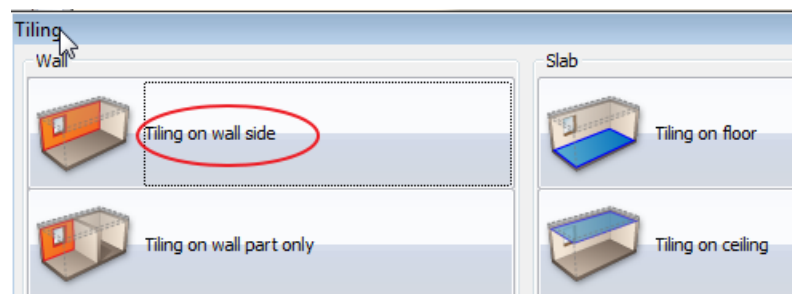 Tiling
Wall
Slab
Tiling on wall side
Tiling on floor
Tiling on wall part only
Tiling on ceiling